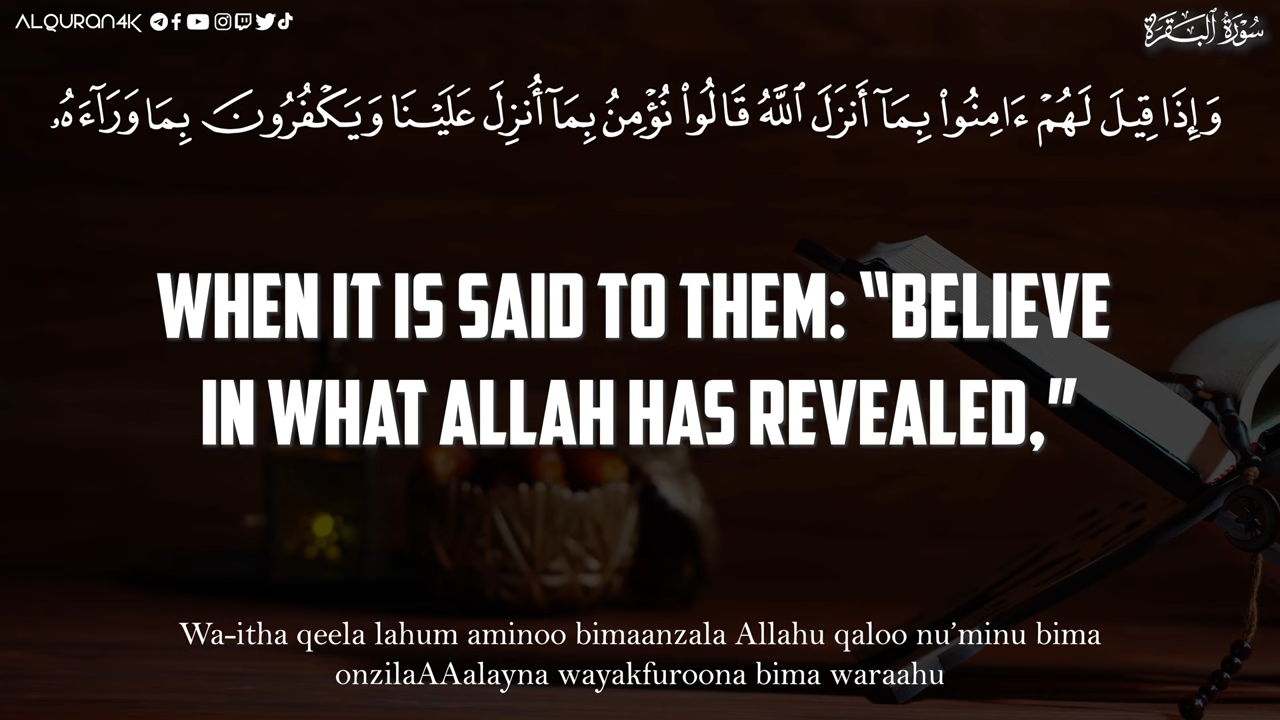 ALQURAN4K
سُورَةُ البَقَرَة
وَإِذَا قِيلَ لَهُمْ ءَامِنُوا۟ بِمَآ أَنزَلَ ٱللَّهُ قَالُوا۟ نُؤْمِنُ بِمَآ أُنزِلَ عَلَيْنَا وَيَكْفُرُونَ بِمَا وَرَآءَهُۥ
WHEN IT IS SAID TO THEM: “BELIEVE
IN WHAT ALLAH HAS REVEALED,”
Wa-itha qeela lahum aminoo bimaanzala Allahu qaloo nu’minu bima
onzilaAAalayna wayakfuroona bima waraahu